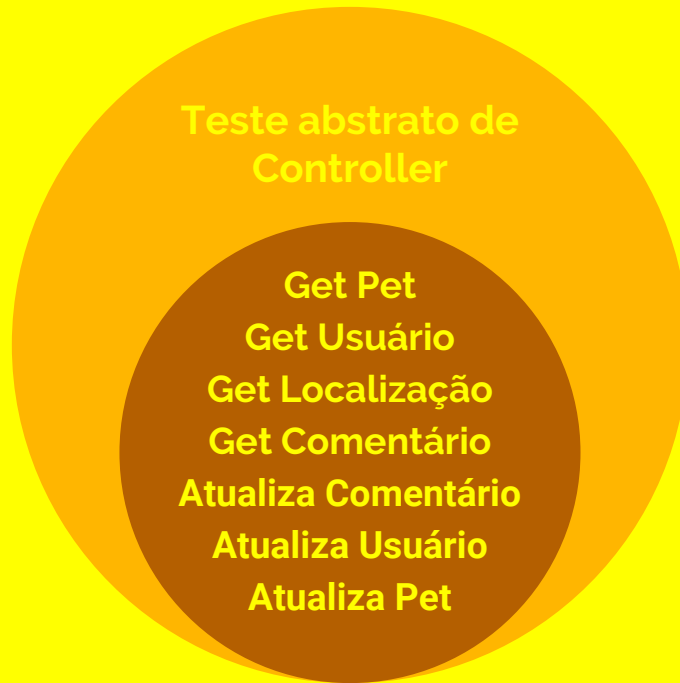 Teste abstrato de
Controller
Get Pet
Get Usuário
Get Localização
Get Comentário
Atualiza Comentário
Atualiza Usuário
Atualiza Pet